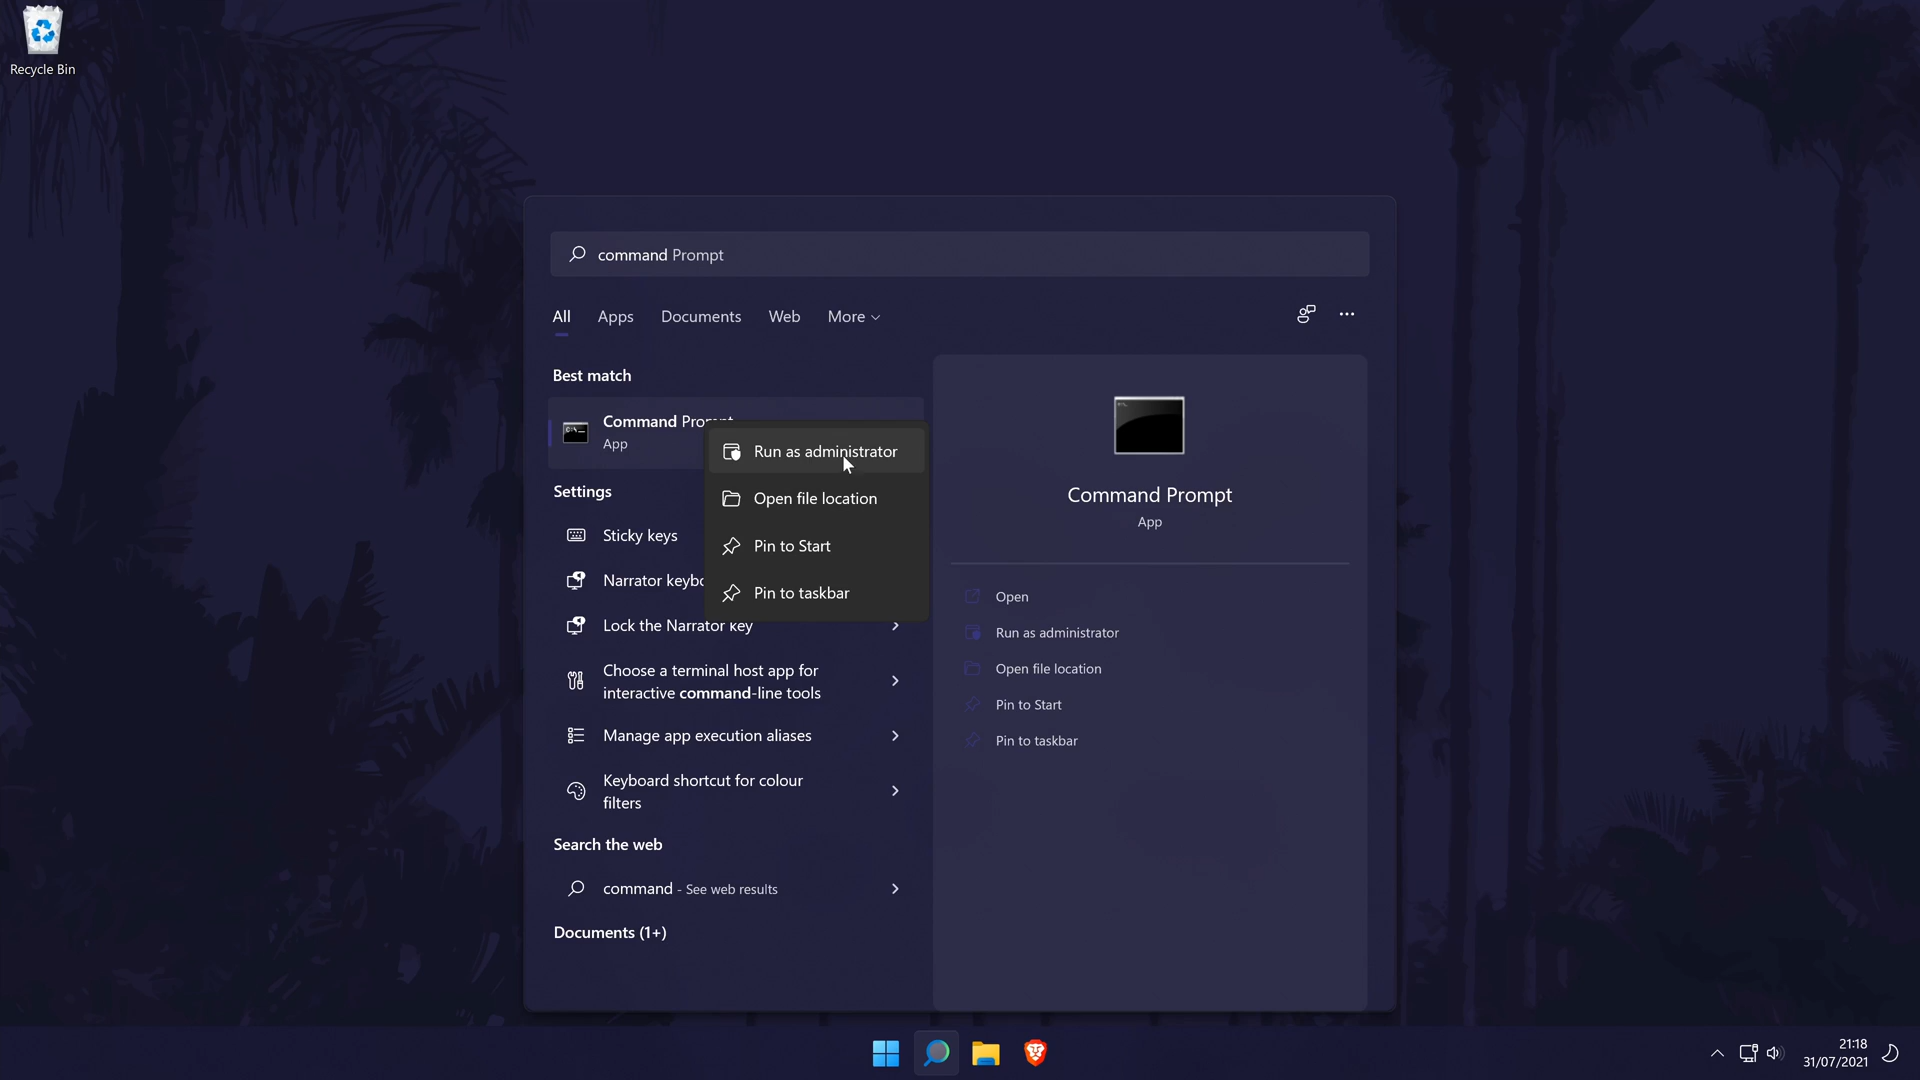 Recycle Bin
command Prompt
All Apps Documents Web More
Best match
Command Prompt
App
Run as administrator
Open file location
Pin to Start
Pin to taskbar
Settings
Sticky keys
Narrator
Lock the Narrator key
Choose a terminal host app for
interactive command-line tools
Manage app execution aliases
Keyboard shortcut for colour
filters
Search the web
command - See web results
Documents (1+)
Command Prompt
App
Open
Run as administrator
Open file location
Pin to Start
Pin to taskbar
21:18
31/07/2021